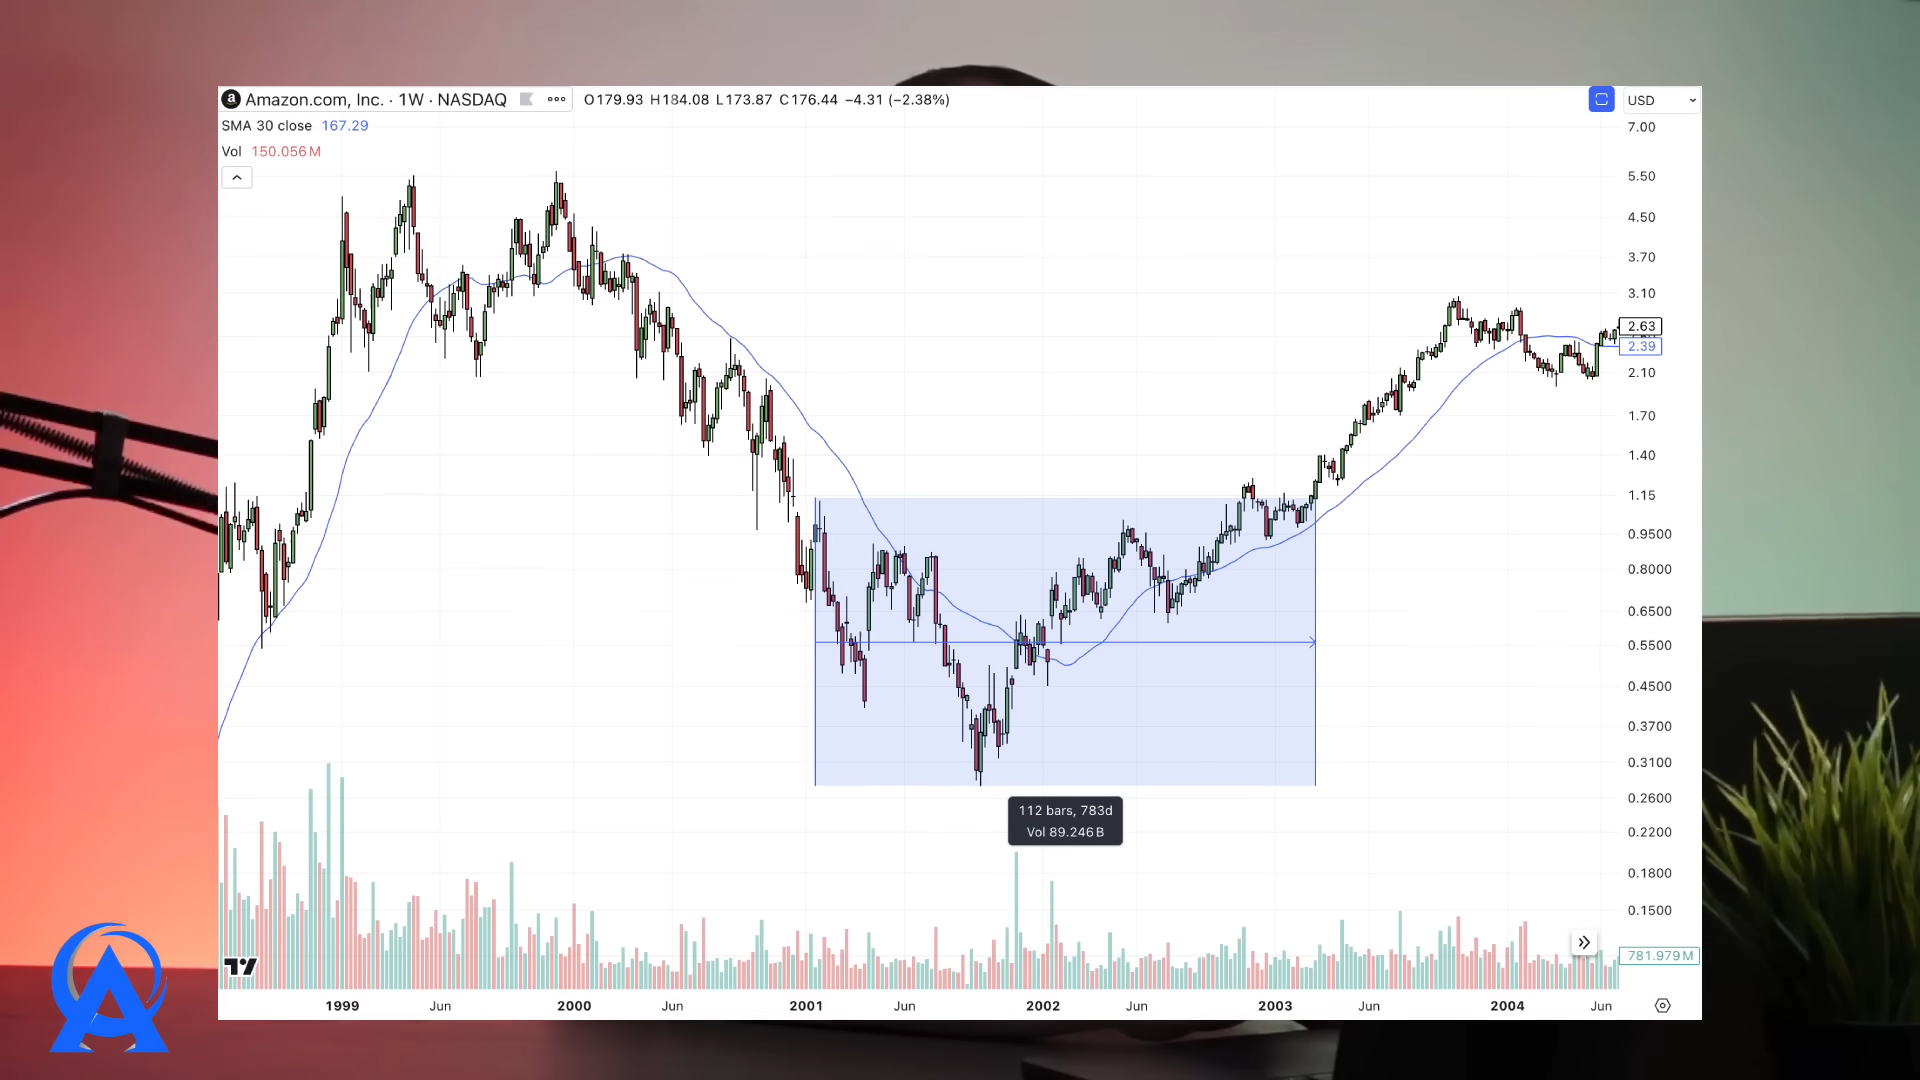 Amazon.com, Inc. · 1W · NASDAQ
O179.93 H184.08 L173.87 C176.44 −4.31 (−2.38%)
USD
SMA 30 close 167.29
Vol 150.056M
7.00
5.50
4.50
3.70
3.10
2.63
2.39
2.10
1.70
1.40
1.15
0.9500
0.8000
0.6500
0.5500
0.4500
0.3700
0.3100
0.2600
0.2200
0.1800
0.1500
781.979M
112 bars, 783d
Vol 89.246B
1999 Jun 2000 Jun 2001 Jun 2002 Jun 2003 Jun 2004 Jun